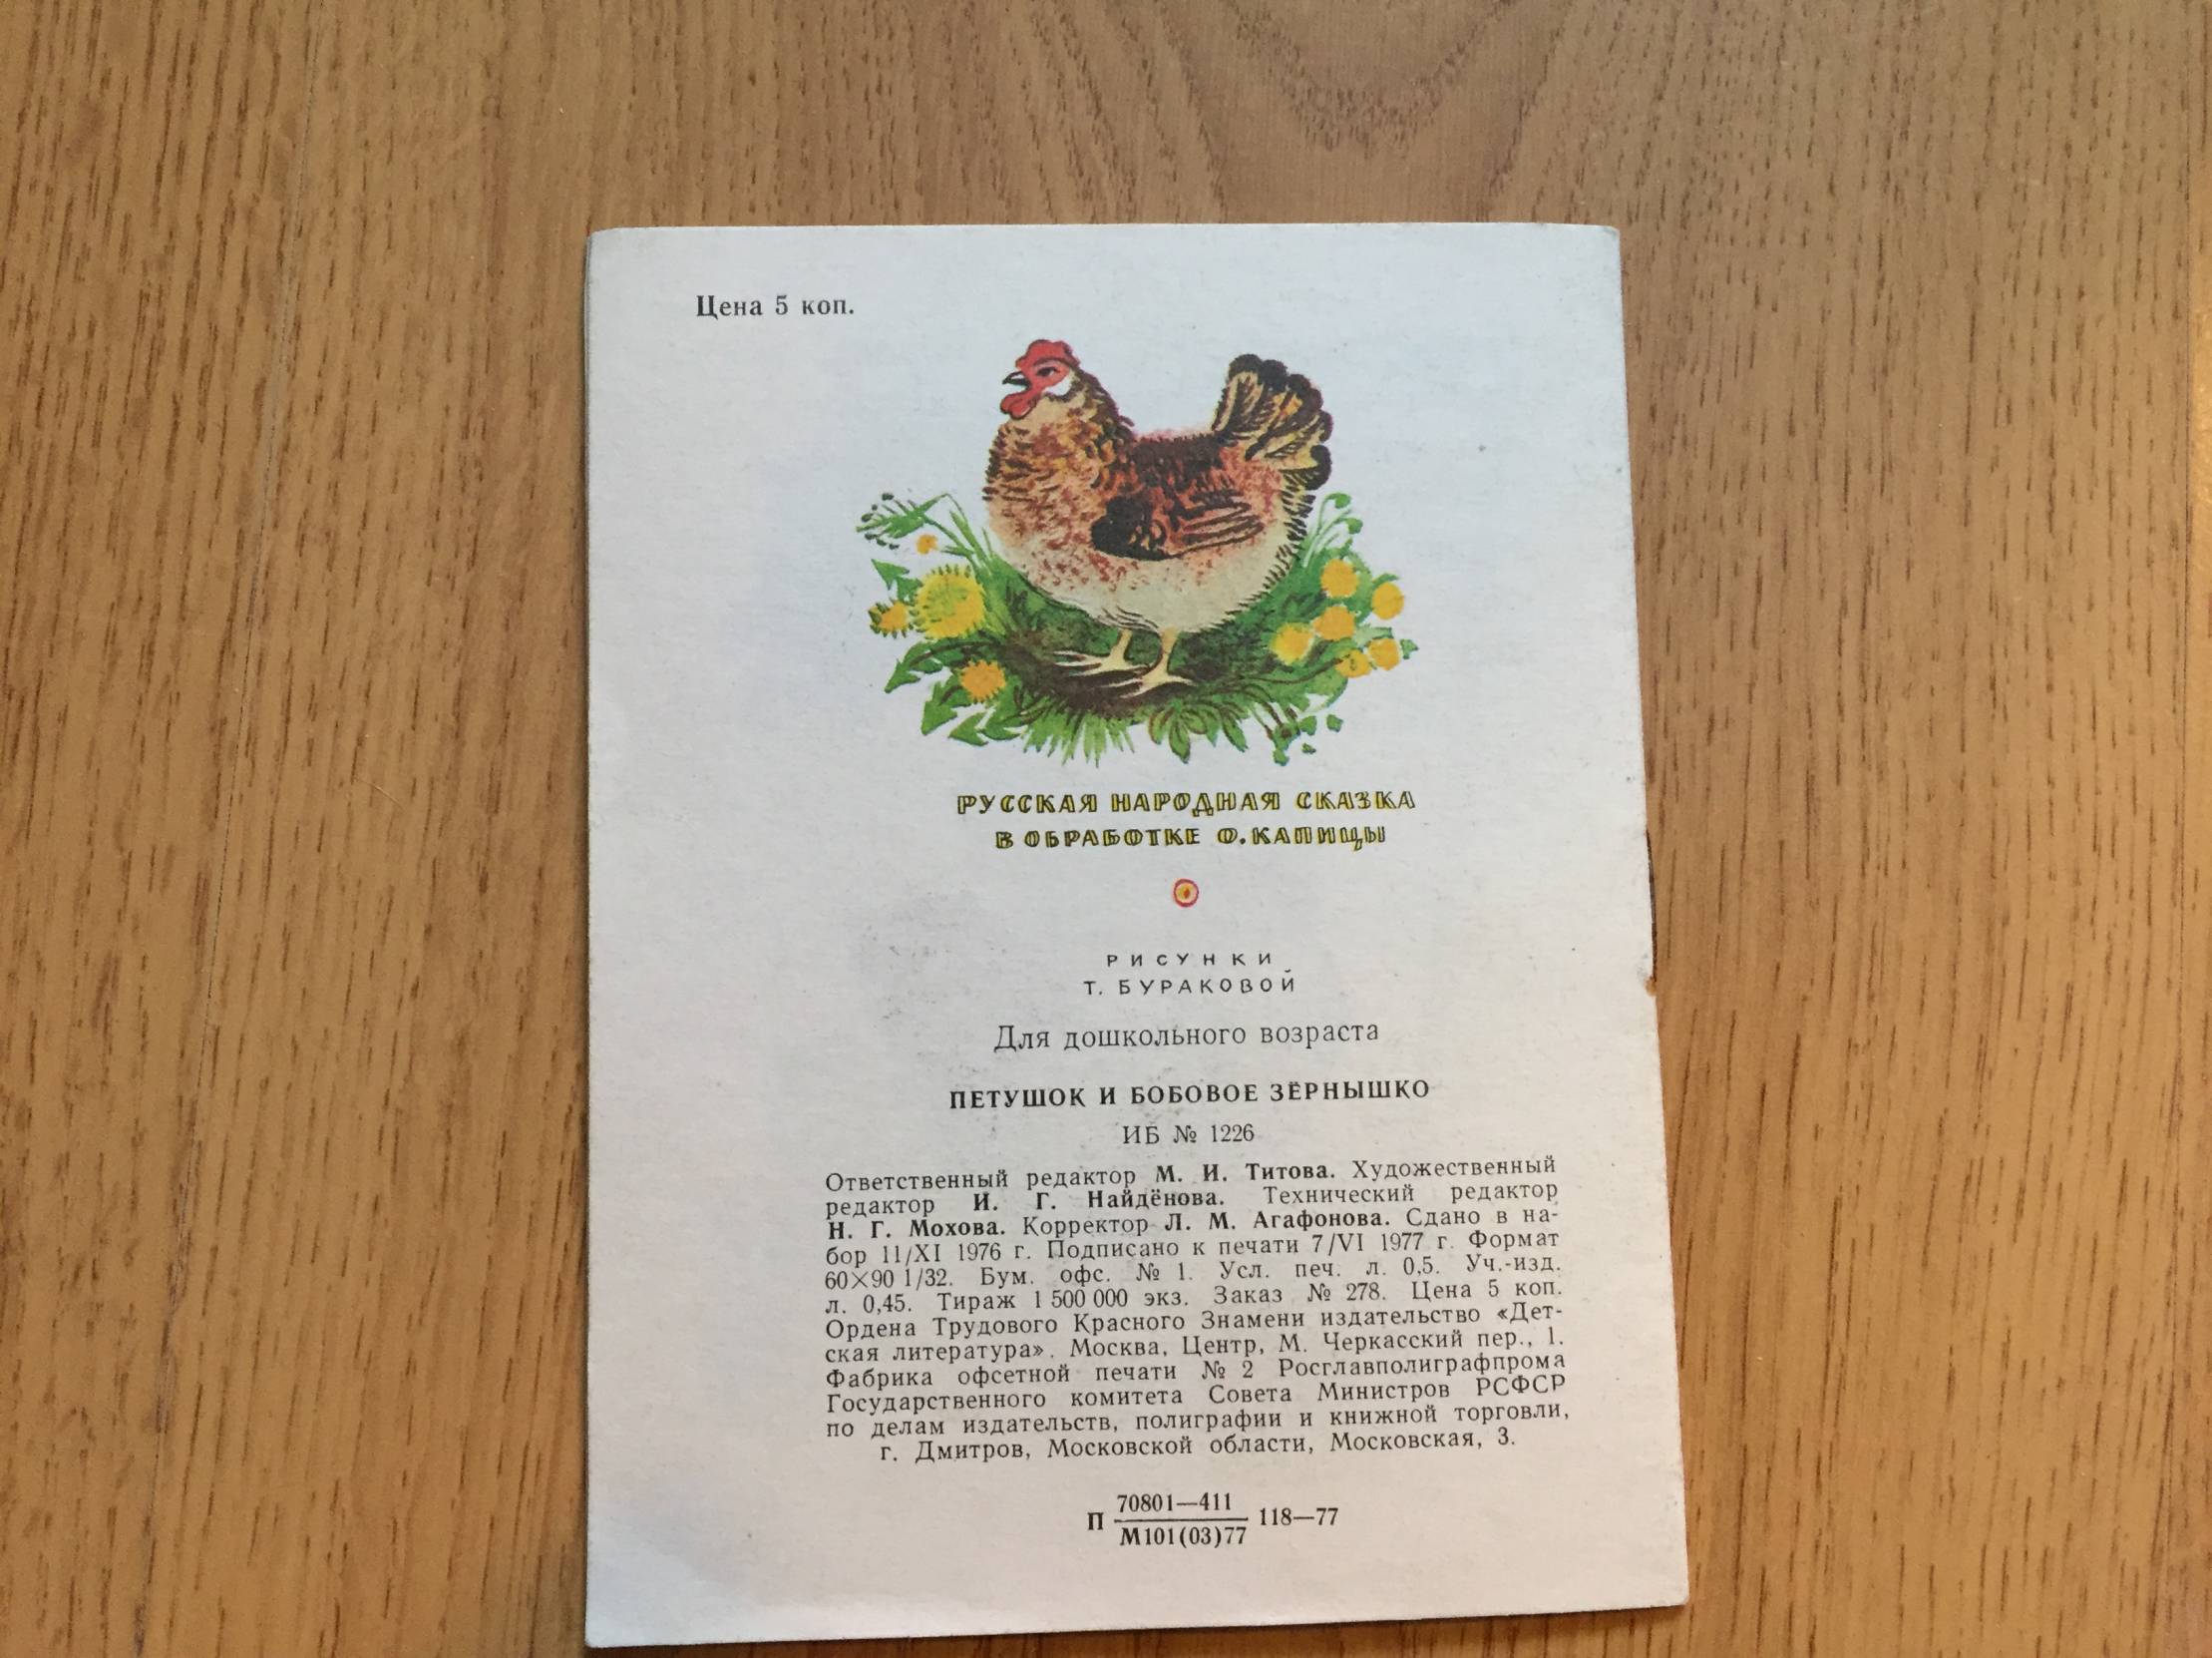 Цена 5 коп.
РУССКАЯ НАРОДНАЯ СКАЗКА
В ОБРАБОТКЕ О. КАПИЦЫ
РИСУНКИ
Т. БУРАКОВОЙ
Для дошкольного возраста
ПЕТУШОК И БОБОВОЕ ЗЁРНЫШКО
ИБ № 1226
Ответственный редактор М. И. Титова. Художественный
редактор И. Г. Найдёнова. Технический редактор
Н. Г. Мохова. Корректор Л. М. Агафонова. Сдано в на-
бор 11/XI 1976 г. Подписано к печати 7/VI 1977 г. Формат
60×90 1/32. Бум. офс. № 1. Усл. печ. л. 0,5. Уч.-изд.
л. 0,45. Тираж 1 500 000 экз. Заказ № 278. Цена 5 коп.
Ордена Трудового Красного Знамени издательство «Дет-
ская литература». Москва, Центр, М. Черкасский пер., 1.
Фабрика офсетной печати № 2 Росглавполиграфпрома
Государственного комитета Совета Министров РСФСР
по делам издательств, полиграфии и книжной торговли,
г. Дмитров, Московской области, Московская, 3.
70801—411
П 118—77
М101(03)77